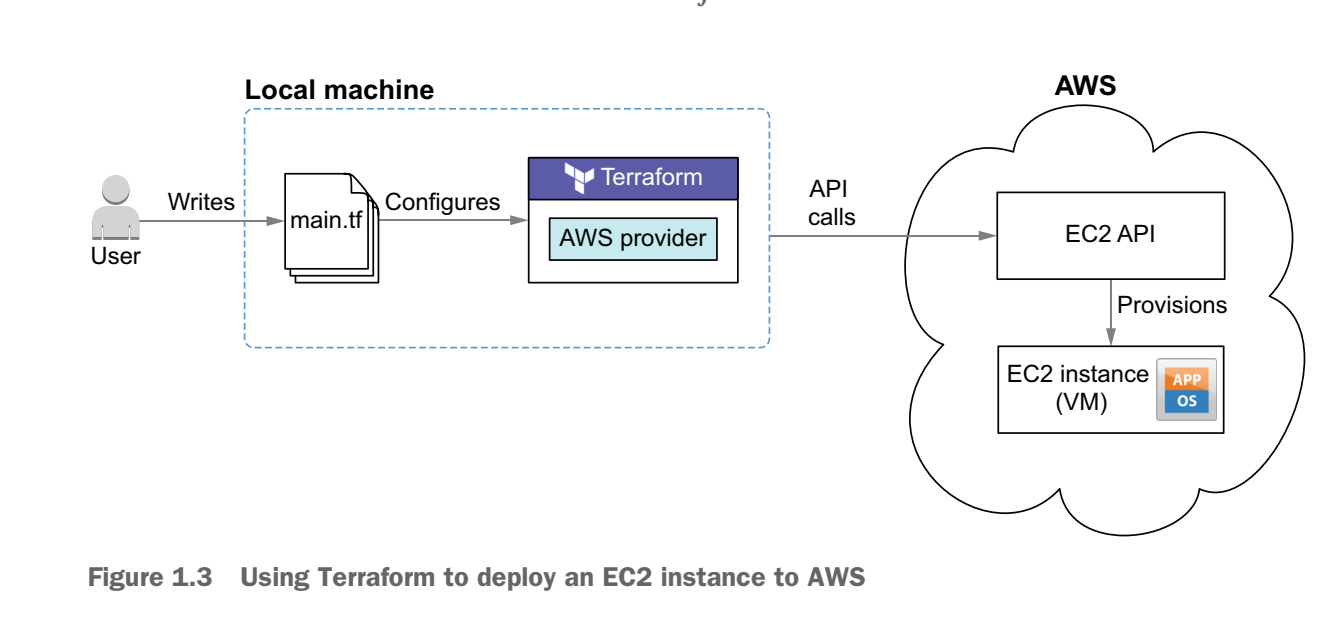 Local machine
AWS
Terraform
API
calls
Writes
main.tf
Configures
AWS provider
EC2 API
User
Provisions
EC2 instance
(VM)
APP
OS
Figure 1.3 Using Terraform to deploy an EC2 instance to AWS